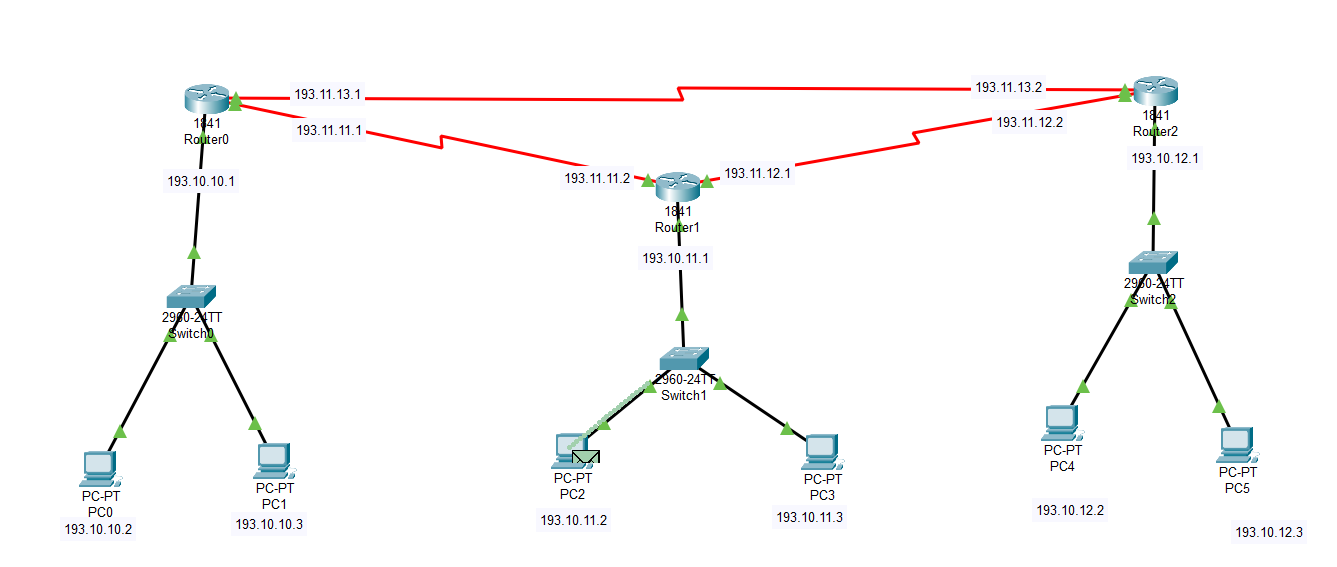 193.11.13.1
193.11.13.2
193.11.11.1
193.11.12.2
1841
Router0
1841
Router2
193.11.11.2
193.11.12.1
193.10.10.1
193.10.12.1
1841
Router1
193.10.11.1
2960-24TT
Switch0
2960-24TT
Switch2
2960-24TT
Switch1
PC-PT
PC0
193.10.10.2
PC-PT
PC1
193.10.10.3
PC-PT
PC2
193.10.11.2
PC-PT
PC3
193.10.11.3
PC-PT
PC4
193.10.12.2
PC-PT
PC5
193.10.12.3